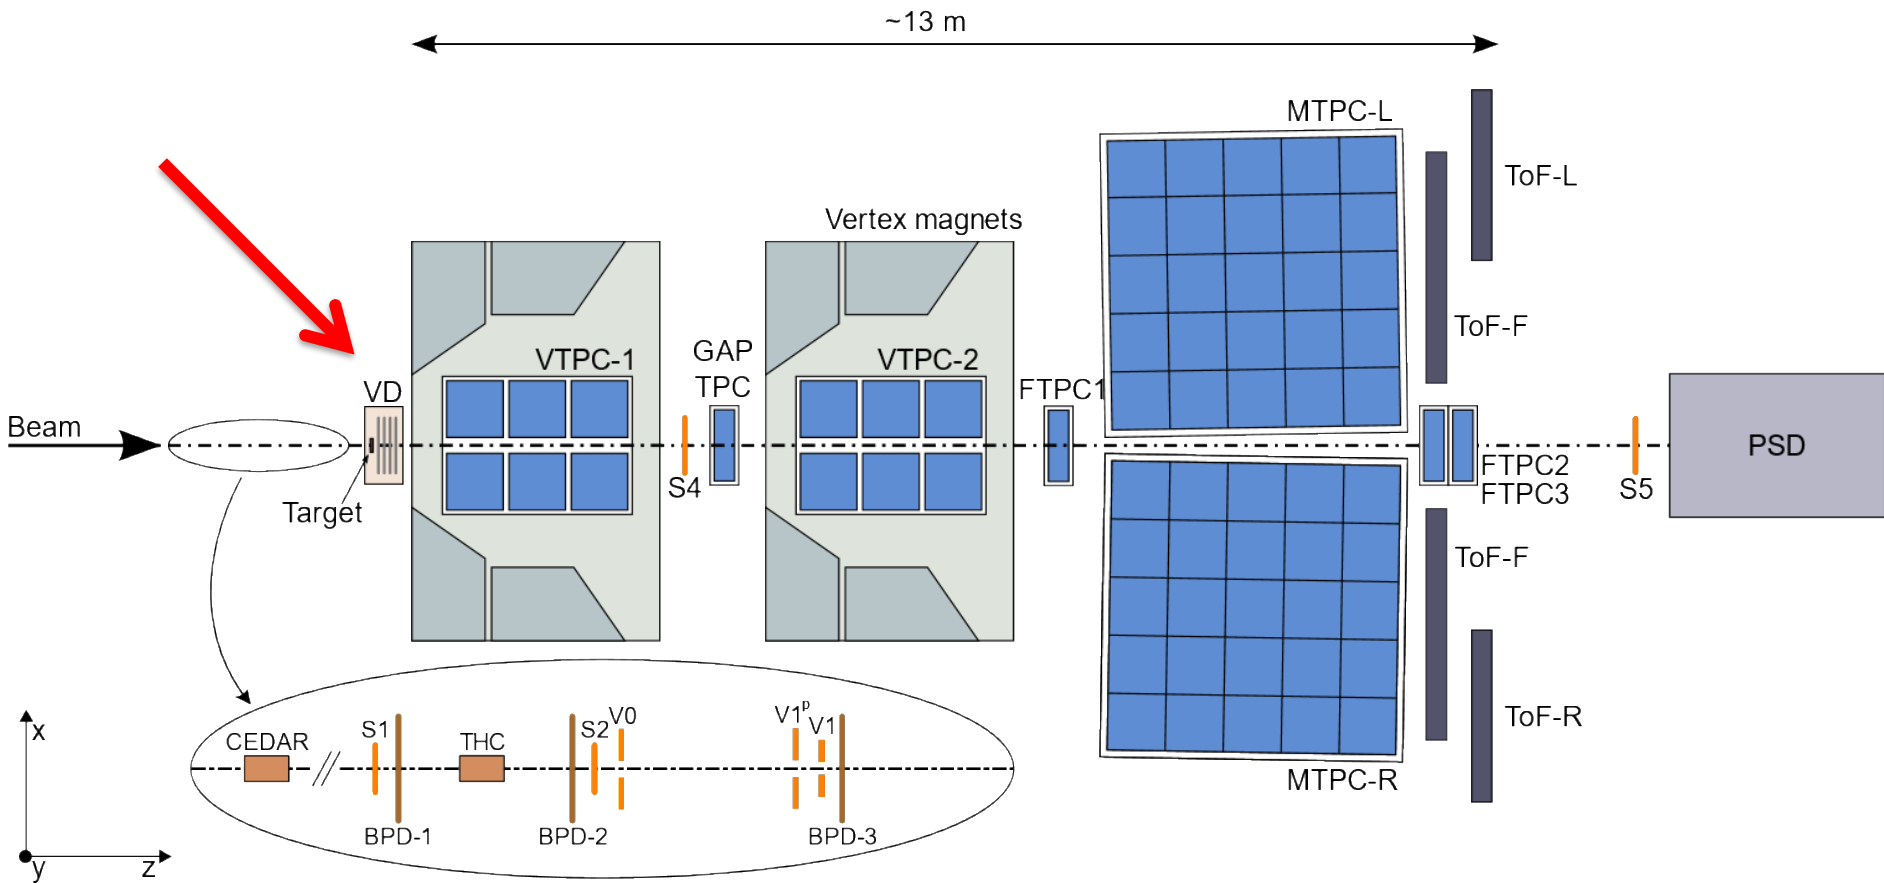 ~13 m
MTPC-L
ToF-L
Vertex magnets
ToF-F
VTPC-1
GAP
TPC
VTPC-2
FTPC1
VD
Beam
Target
S4
FTPC2
FTPC3
S5
PSD
ToF-F
ToF-R
MTPC-R
CEDAR
S1
THC
S2
V0
V1ᵖ
V1
BPD-1
BPD-2
BPD-3
x
y
z